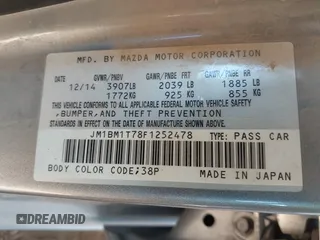 MFD. BY MAZDA MOTOR CORPORATION
GVWR/PNBV GAWR/PNBE FRT GAWR/PNBE RR
12/14 3907LB 2039 LB 1885 LB
1772KG 925 KG 855 KG
THIS VEHICLE CONFORMS TO ALL APPLICABLE
FEDERAL MOTOR VEHICLE SAFETY,
BUMPER, AND THEFT PREVENTION
STANDARDS IN EFFECT ON THE DATE OF
MANUFACTURE SHOWN ABOVE.
JM1BM1T78F1252478 TYPE: PASS CAR
BODY COLOR CODE;38P MADE IN JAPAN
DREAMBID